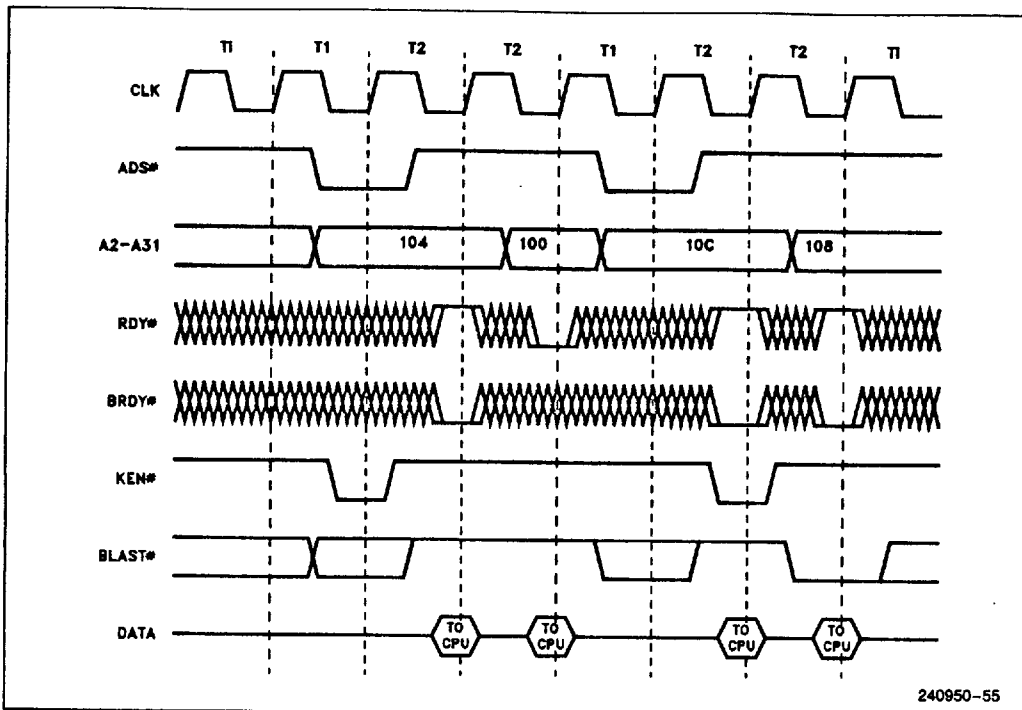 Ti T1 T2 T2 T1 T2 T2 Ti
CLK
ADS#
A2-A31 104 100 10C 108
RDY#
BRDY#
KEN#
BLAST#
DATA TO CPU TO CPU TO CPU TO CPU
240950-55